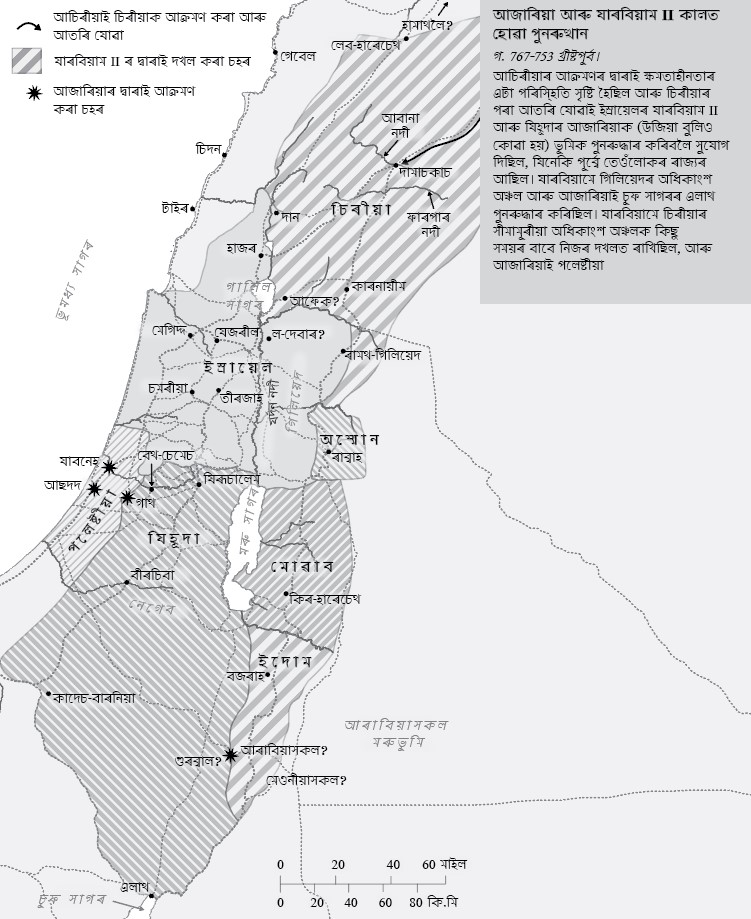 আচিৰীয়াই চিৰীয়াক আক্ৰমণ কৰা আৰু
আতৰি যোৱা
যাৰবিয়াম II ৰ দ্বাৰাই দখল কৰা চহৰ
আজাৰিয়াৰ দ্বাৰাই আক্ৰমণ
কৰা চহৰ
আজাৰিয়া আৰু যাৰবিয়াম II কালত
হোৱা পুনৰুত্থান
গ. 767-753 খ্ৰীষ্টপূৰ্ব।
আচিৰীয়াৰ আক্ৰমণৰ দ্বাৰাই ক্ষমতাহীনতাৰ
এটা পৰিস্হিতি সৃষ্টি হৈছিল আৰু চিৰীয়াৰ
পৰা আতৰি যোৱাই ইস্ৰায়েলৰ যাৰবিয়াম II
আৰু যিহূদাৰ আজাৰিয়াক (উজিয়া বুলিও
কোৱা হয়) ভূমিক পুনৰুদ্ধাৰ কৰিবলৈ সুযোগ
দিছিল, যিনেকি পূৰ্বে তেওঁলোকৰ ৰাজ্যৰ
আছিল। যাৰবিয়ামে গিলিয়েদৰ অধিকাংশ
অঞ্চল আৰু আজাৰিয়াই চুফ সাগৰৰ এলাথ
পুনৰুদ্ধাৰ কৰিছিল। যাৰবিয়ামে চিৰীয়াৰ
সীমামূৰীয়া অধিকাংশ অঞ্চলক কিছু
সময়ৰ বাবে নিজৰ দখলত ৰাখিছিল, আৰু
আজাৰিয়াই পলেষ্টীয়া
হামাথলৈ?
লেব-হাৰেচেথ
গেবেল
আবানা
নদী
চিদন
দামাচকাচ
টাইৰ
দান
চিৰীয়া
ফাৰপাৰ
নদী
ভূমধ্য সাগৰ
হাজৰ
গালিল
সাগৰ
কাৰনায়ীম
আফেক?
মেগিদ্দ
যেজৰীল
ল-দেবাৰ?
ৰামথ-গিলিয়েদ
ইস্ৰায়েল
চমৰীয়া
তীৰজাহ
যৰ্দ্দন নদী
গিলিয়েদ
অম্মোন
ৰাব্বাহ
যাবনেহ
বেথ-চেমেচ
আছদদ
গাথ
যিৰূচালেম
পলেষ্টীয়া
যিহূদা
মৰু সাগৰ
মোৱাব
বীৰচিবা
নেগেব
কিৰ-হাৰেচেথ
ইদোম
বজৰাহ
কাদেচ-বাৰনিয়া
আৰাবিয়াসকল
মৰুভুমি
গুৰব্বাল?
আৰাবিয়াসকল?
মেওনীয়াসকল?
এলাথ
চুফ সাগৰ
0 20 40 60 মাইল
0 20 40 60 80 কি.মি